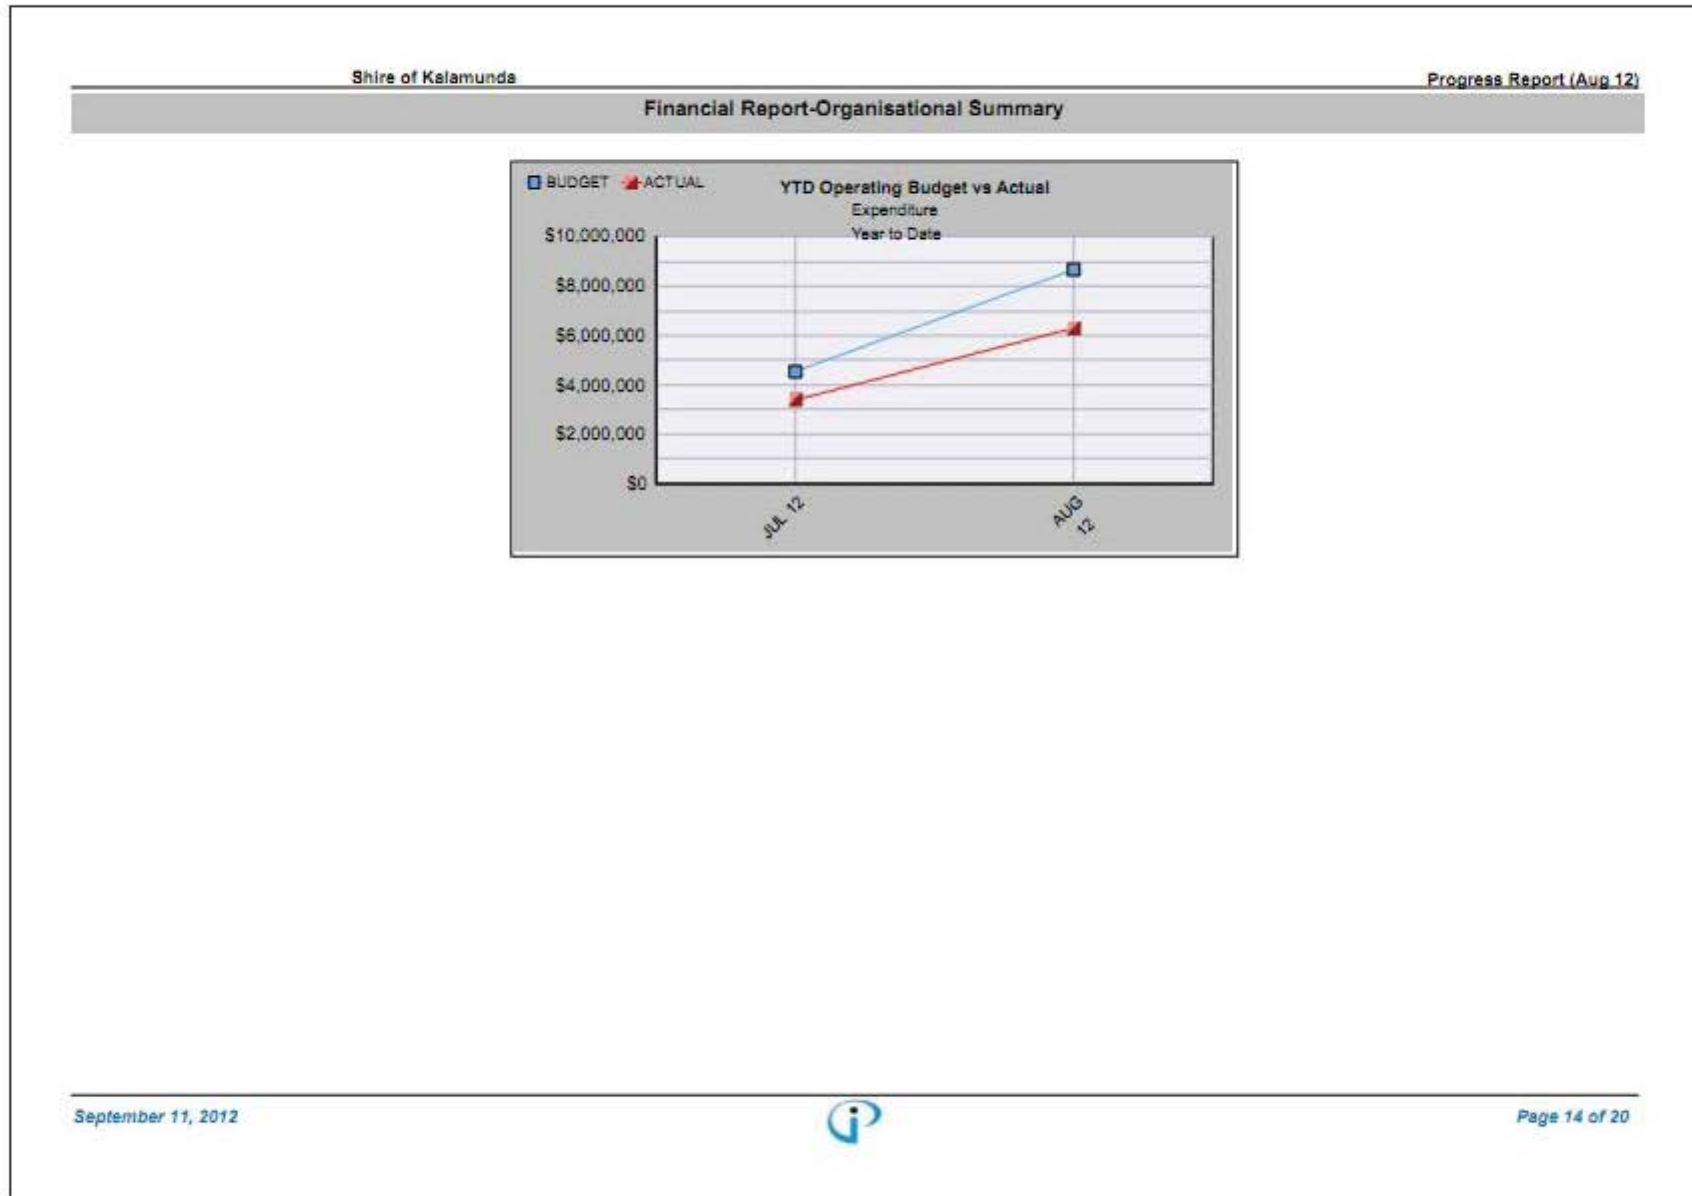 Shire of Kalamunda
Progress Report (Aug 12)
Financial Report-Organisational Summary
BUDGET ACTUAL
YTD Operating Budget vs Actual
Expenditure
Year to Date
$10,000,000
$8,000,000
$6,000,000
$4,000,000
$2,000,000
$0
JUL 12
AUG
12
September 11, 2012
Page 14 of 20